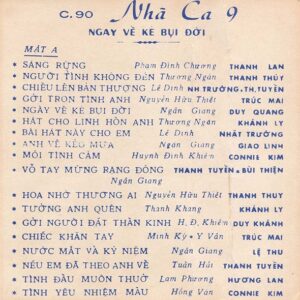 C.90 Nhã Ca 9
NGAY VỀ KẺ BỤI ĐỜI
MẶT A
• SÁNG RỪNG Phạm Đình Chương THANH LAN
• NGƯỜI TÌNH KHÔNG ĐẾN Thương Ngân THANH THÚY
• CHIỀU LÊN BẢN THƯỢNG Lê Dinh NH TRƯỜNG.TH.TUYỀN
• GỞI TRỌN TÌNH ANH Nguyễn Hữu Thiết TRÚC MAI
• NGAY VỀ KẺ BỤI ĐỜI Ngân Giang DUY KHÁNH
• HÁT CHO LINH HỒN ANH Thương Ngân KHÁNH LY
• BÀI HÁT NÀY CHO EM Lê Dinh NHẬT TRƯỜNG
• ANH VỀ KẺO MƯA Ngân Giang GIAO LINH
• MỐI TÌNH CÂM Huỳnh Đình Khiêm CONNIE KIM
• VỖ TAY MỪNG RẠNG ĐÔNG THANH TUYỀN & BÙI THIỆN
Ngân Giang
• HOA NHỚ THƯƠNG AI Nguyễn Hữu Thiết THANH THUY
• TƯỞNG ANH QUÊN Thanh Khang KHÁNH LY
• GỞI NGƯỜI ĐẤT THẦN KINH H.Đ.Khiêm DUY KHÁNH
• CHIẾC KHĂN TAY Minh Kỳ - Y Vân TRÚC MAI
• NƯỚC MẮT VÀ KỶ NIỆM Ngân Giang LỆ THU
• NẾU EM ĐÃ THEO ANH VỀ Tuấn Hải THANH TUYỀN
• TÌNH ĐẦU MUÔN THUỞ Lam Phương HƯƠNG LAN
• TÌNH YÊU NHIỆM MÀU Hồng Vân CONNIE KIM